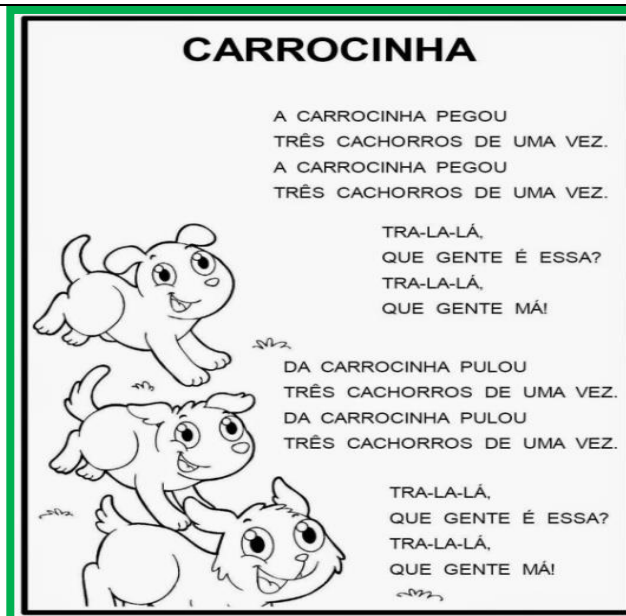 CARROCINHA
A CARROCINHA PEGOU
TRÊS CACHORROS DE UMA VEZ.
A CARROCINHA PEGOU
TRÊS CACHORROS DE UMA VEZ.
TRA-LA-LÁ,
QUE GENTE É ESSA?
TRA-LA-LÁ,
QUE GENTE MÁ!
DA CARROCINHA PULOU
TRÊS CACHORROS DE UMA VEZ.
DA CARROCINHA PULOU
TRÊS CACHORROS DE UMA VEZ.
TRA-LA-LÁ,
QUE GENTE É ESSA?
TRA-LA-LÁ,
QUE GENTE MÁ!